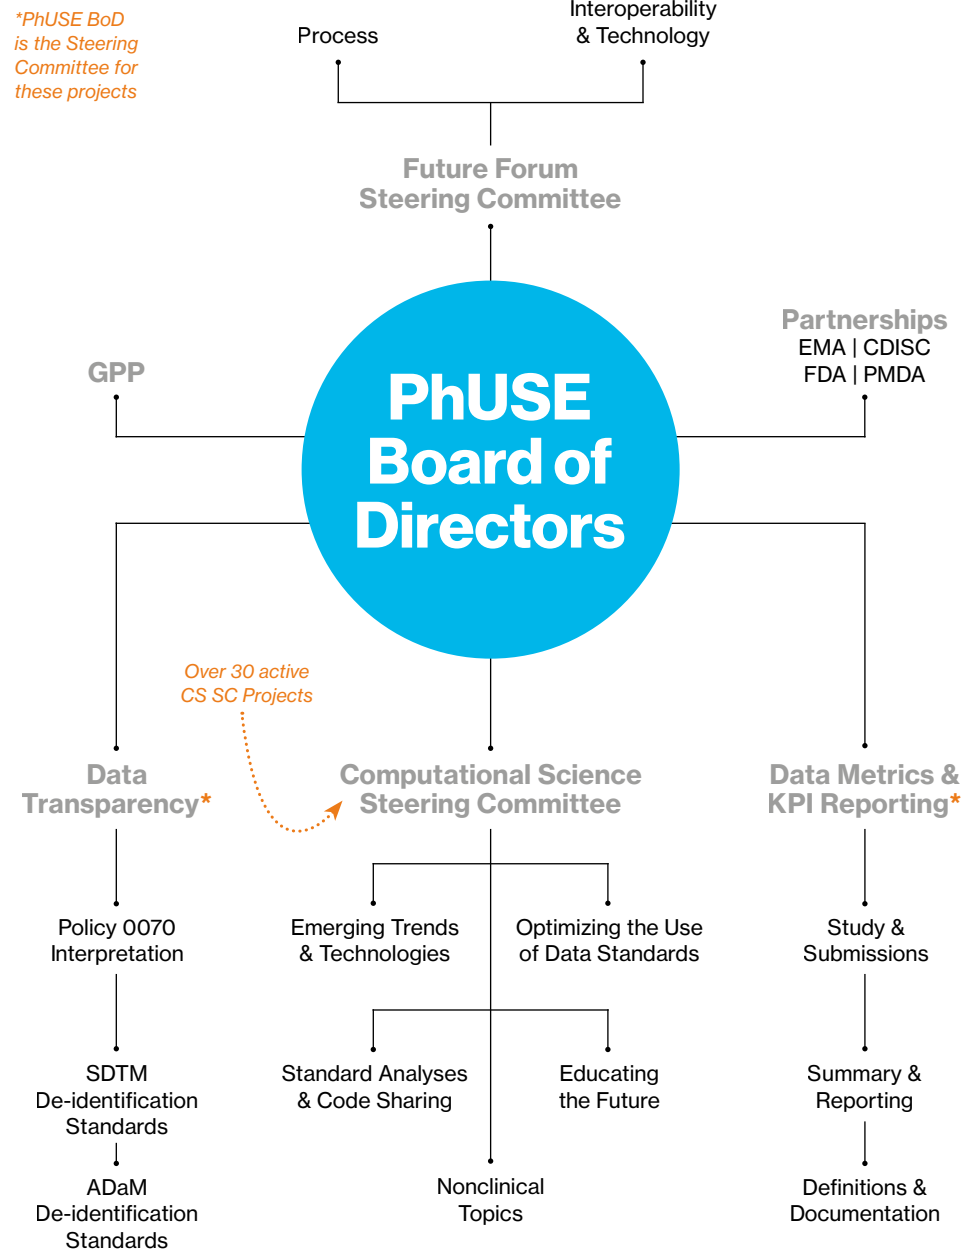 *PhUSE BoD
is the Steering
Committee for
these projects
Process
Interoperability
& Technology
Future Forum
Steering Committee
GPP
Partnerships
EMA | CDISC
FDA | PMDA
PhUSE
Board of
Directors
Over 30 active
CS SC Projects
Data
Transparency*
Computational Science
Steering Committee
Data Metrics &
KPI Reporting*
Policy 0070
Interpretation
Emerging Trends
& Technologies
Optimizing the Use
of Data Standards
Study &
Submissions
SDTM
De-identification
Standards
Standard Analyses
& Code Sharing
Educating
the Future
Summary &
Reporting
ADaM
De-identification
Standards
Nonclinical
Topics
Definitions &
Documentation